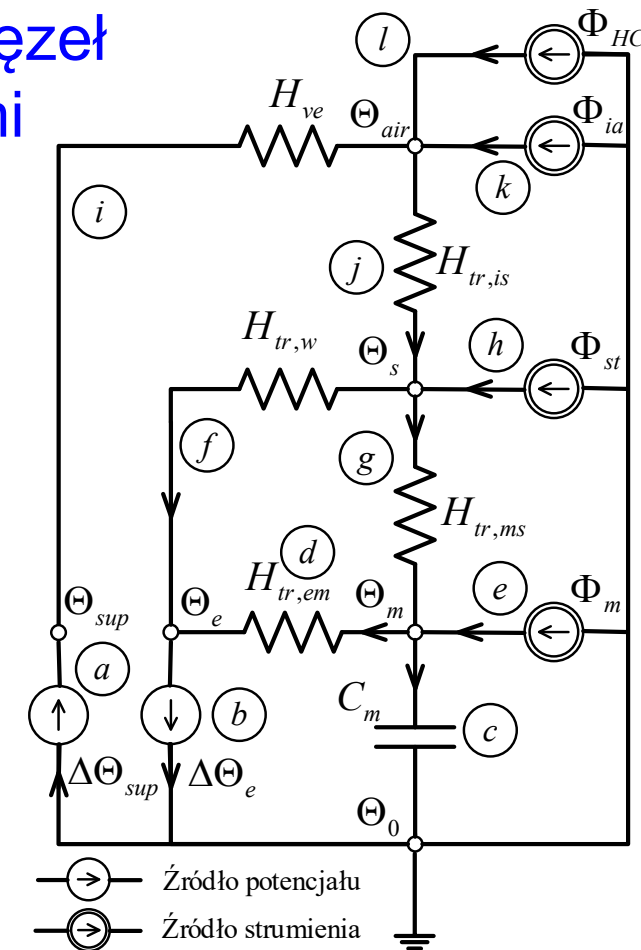 ęzeł
ni
l
Φ_HC
H_ve
Θ_air
Φ_ia
k
i
j
H_tr,is
H_tr,w
Θ_s
h
Φ_st
f
g
H_tr,ms
d
H_tr,em
Θ_sup
Θ_e
Θ_m
e
Φ_m
a
b
C_m
c
ΔΘ_sup
ΔΘ_e
Θ_0
Źródło potencjału
Źródło strumienia